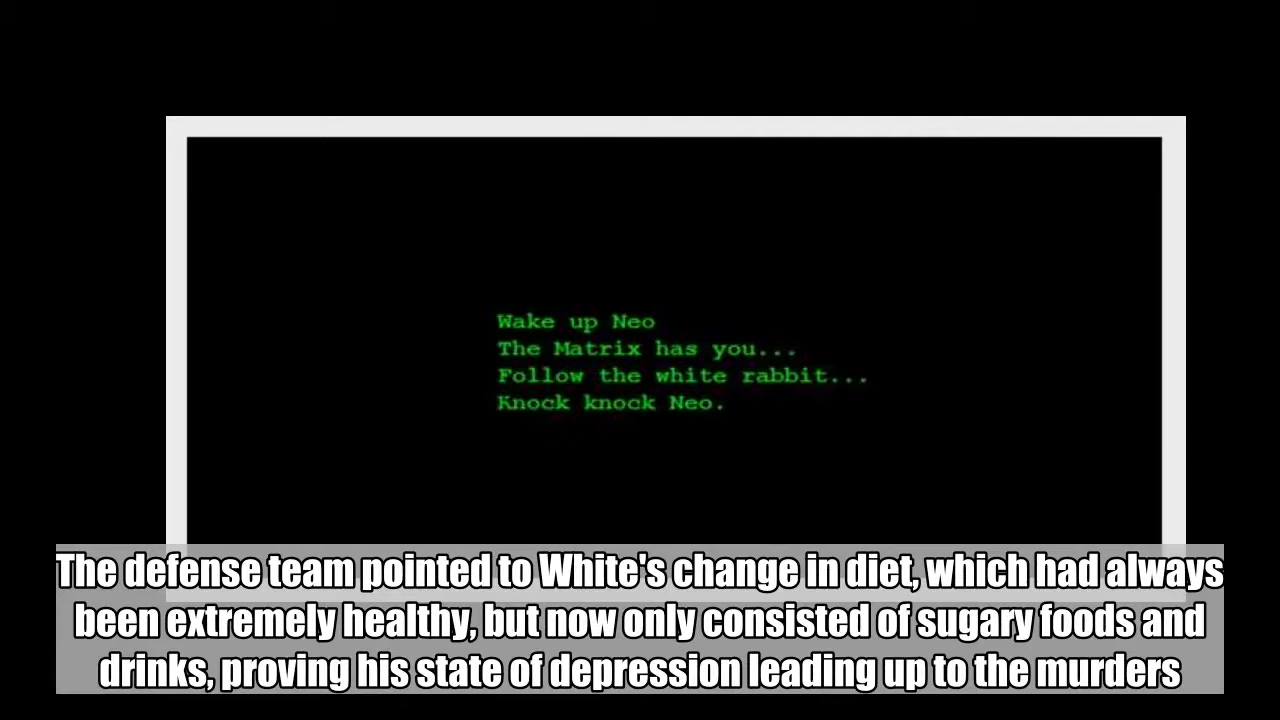 Wake up Neo
The Matrix has you...
Follow the white rabbit...
Knock knock Neo.
The defense team pointed to White's change in diet, which had always
been extremely healthy, but now only consisted of sugary foods and
drinks, proving his state of depression leading up to the murders